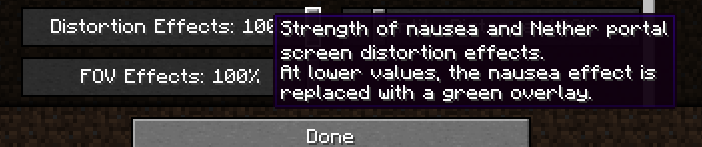 Distortion Effects: 100
Strength of nausea and Nether portal
screen distortion effects.
At lower values, the nausea effect is
replaced with a green overlay.
FOV Effects: 100%
Done